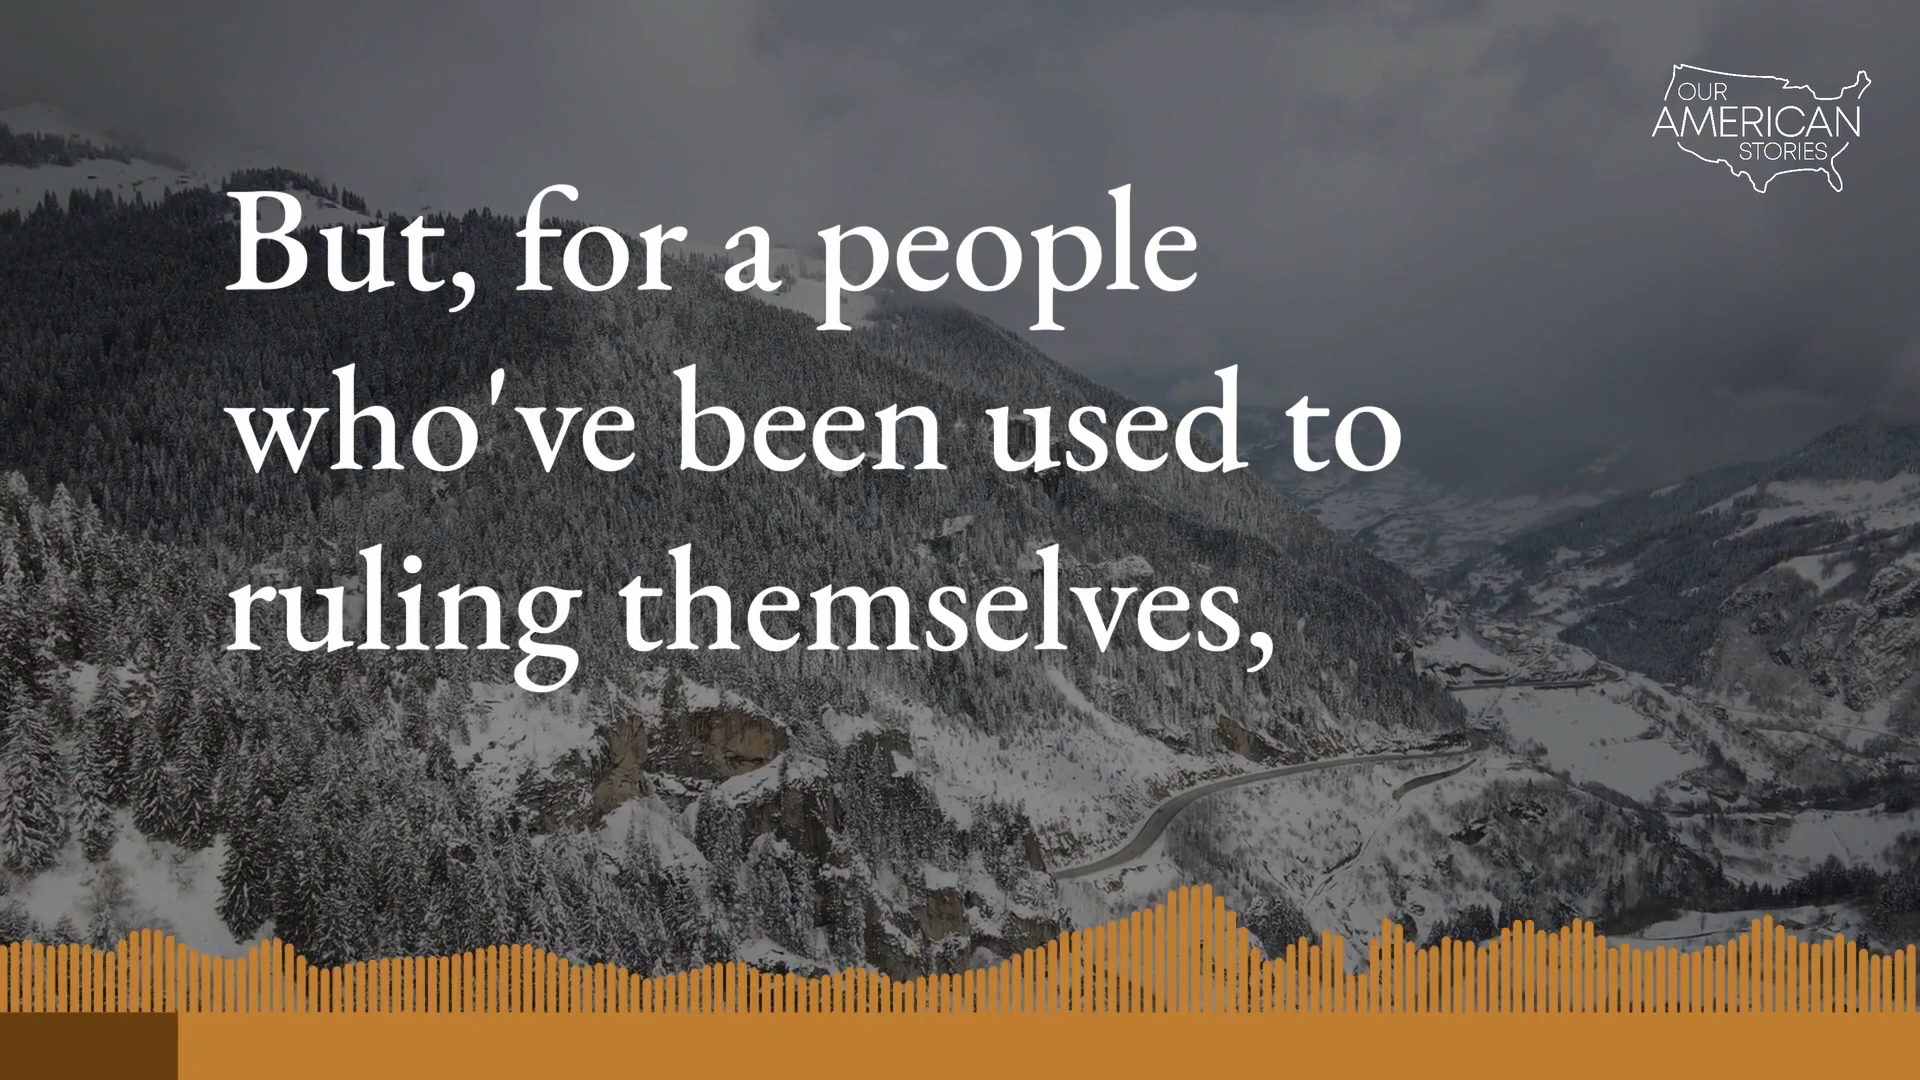 OUR
AMERICAN
STORIES
But, for a people
who've been used to
ruling themselves,